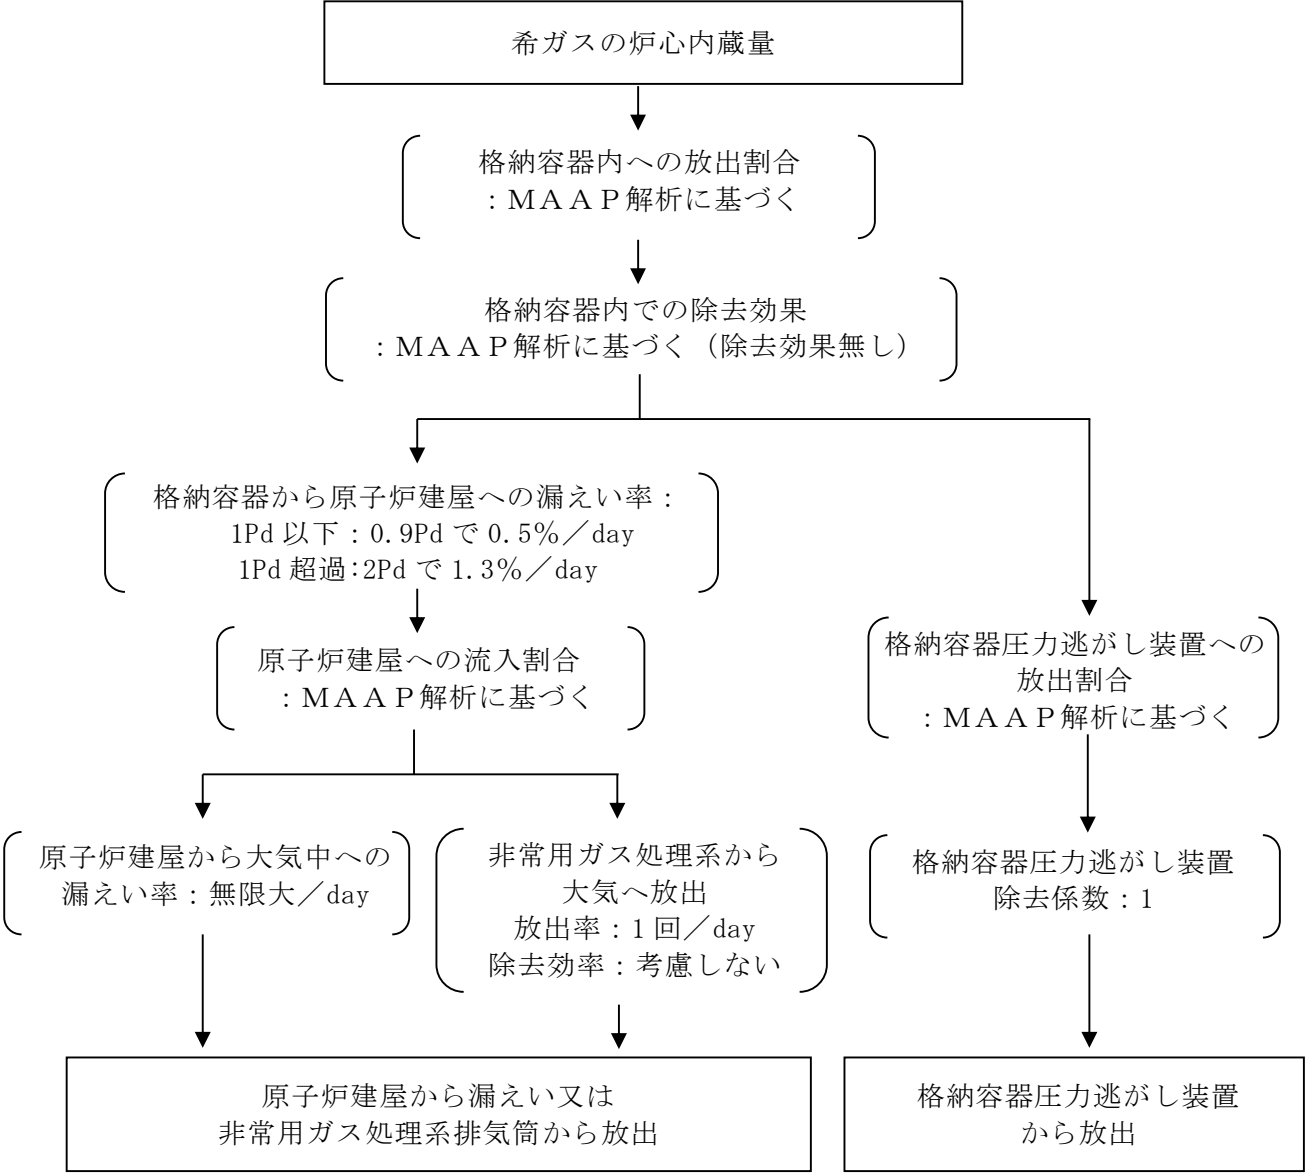 希ガスの炉心内蔵量
格納容器内への放出割合
：ＭＡＡＰ解析に基づく
格納容器内での除去効果
：ＭＡＡＰ解析に基づく（除去効果無し）
格納容器から原子炉建屋への漏えい率：
1Pd 以下：0.9Pd で 0.5％／day
1Pd 超過：2Pd で 1.3％／day
原子炉建屋への流入割合
：ＭＡＡＰ解析に基づく
格納容器圧力逃がし装置への
放出割合
：ＭＡＡＰ解析に基づく
原子炉建屋から大気中への
漏えい率：無限大／day
非常用ガス処理系から
大気へ放出
放出率：1 回／day
除去効率：考慮しない
格納容器圧力逃がし装置
除去係数：1
原子炉建屋から漏えい又は
非常用ガス処理系排気筒から放出
格納容器圧力逃がし装置
から放出